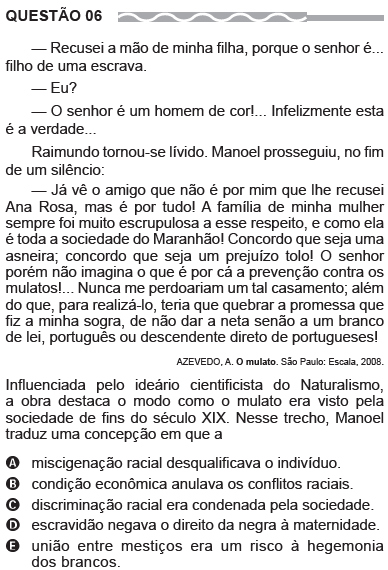 QUESTÃO 06
— Recusei a mão de minha filha, porque o senhor é...
filho de uma escrava.
— Eu?
— O senhor é um homem de cor!... Infelizmente esta
é a verdade...
Raimundo tornou-se lívido. Manoel prosseguiu, no fim
de um silêncio:
— Já vê o amigo que não é por mim que lhe recusei
Ana Rosa, mas é por tudo! A família de minha mulher
sempre foi muito escrupulosa a esse respeito, e como ela
é toda a sociedade do Maranhão! Concordo que seja uma
asneira; concordo que seja um prejuízo tolo! O senhor
porém não imagina o que é por cá a prevenção contra os
mulatos!... Nunca me perdoariam um tal casamento; além
do que, para realizá-lo, teria que quebrar a promessa que
fiz a minha sogra, de não dar a neta senão a um branco
de lei, português ou descendente direto de portugueses!
AZEVEDO, A. O mulato. São Paulo: Escala, 2008.
Influenciada pelo ideário cientificista do Naturalismo,
a obra destaca o modo como o mulato era visto pela
sociedade de fins do século XIX. Nesse trecho, Manoel
traduz uma concepção em que a
A miscigenação racial desqualificava o indivíduo.
B condição econômica anulava os conflitos raciais.
C discriminação racial era condenada pela sociedade.
D escravidão negava o direito da negra à maternidade.
E união entre mestiços era um risco à hegemonia
dos brancos.